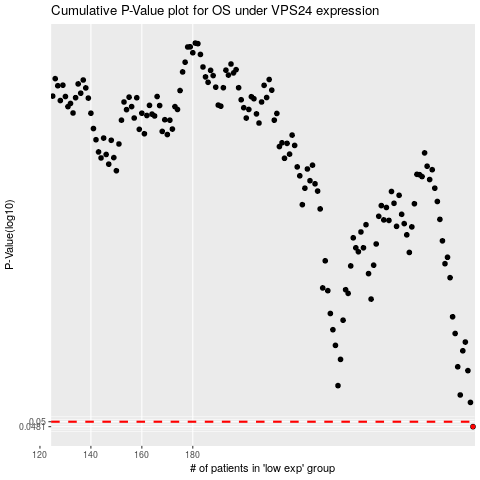 Cumulative P-Value plot for OS under VPS24 expression
P-Value(log10)
0.05
0.0481
120 140 160 180
# of patients in 'low exp' group